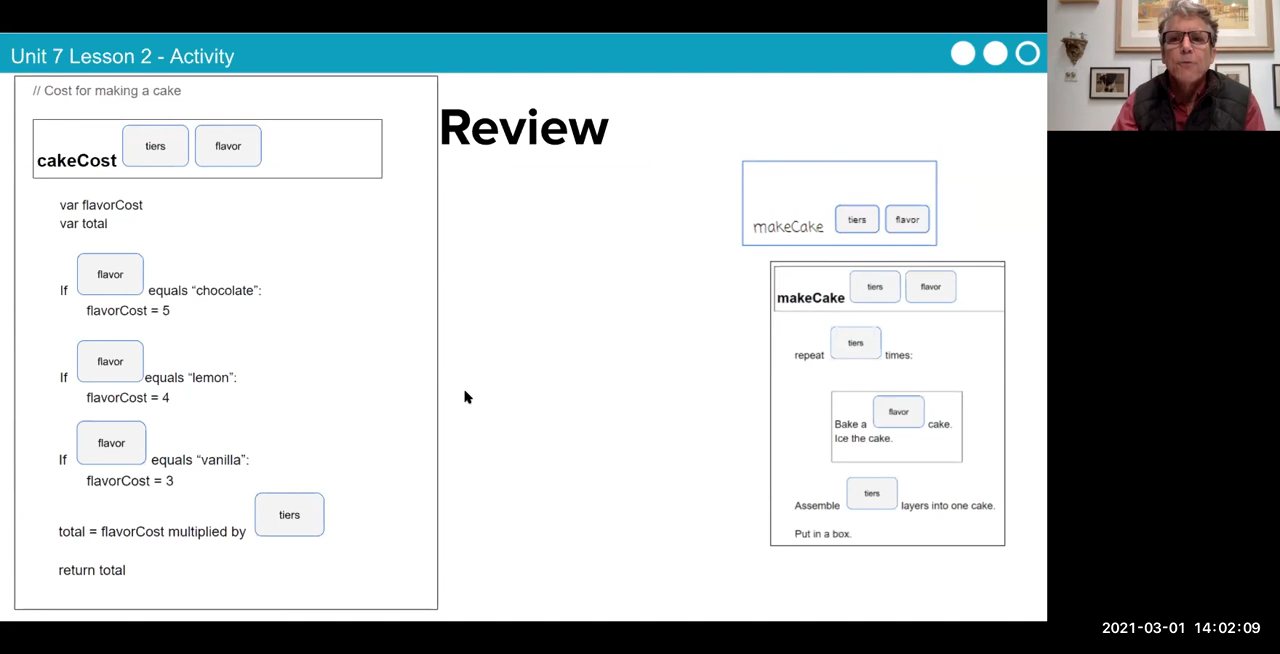 Unit 7 Lesson 2 - Activity
// Cost for making a cake
cakeCost tiers flavor
var flavorCost
var total
If flavor equals “chocolate”:
flavorCost = 5
If flavor equals “lemon”:
flavorCost = 4
If flavor equals “vanilla”:
flavorCost = 3
total = flavorCost multiplied by tiers
return total
Review
makeCake tiers flavor
makeCake tiers flavor
repeat tiers times:
Bake a flavor cake.
Ice the cake.
Assemble tiers layers into one cake.
Put in a box.
2021-03-01 14:02:09